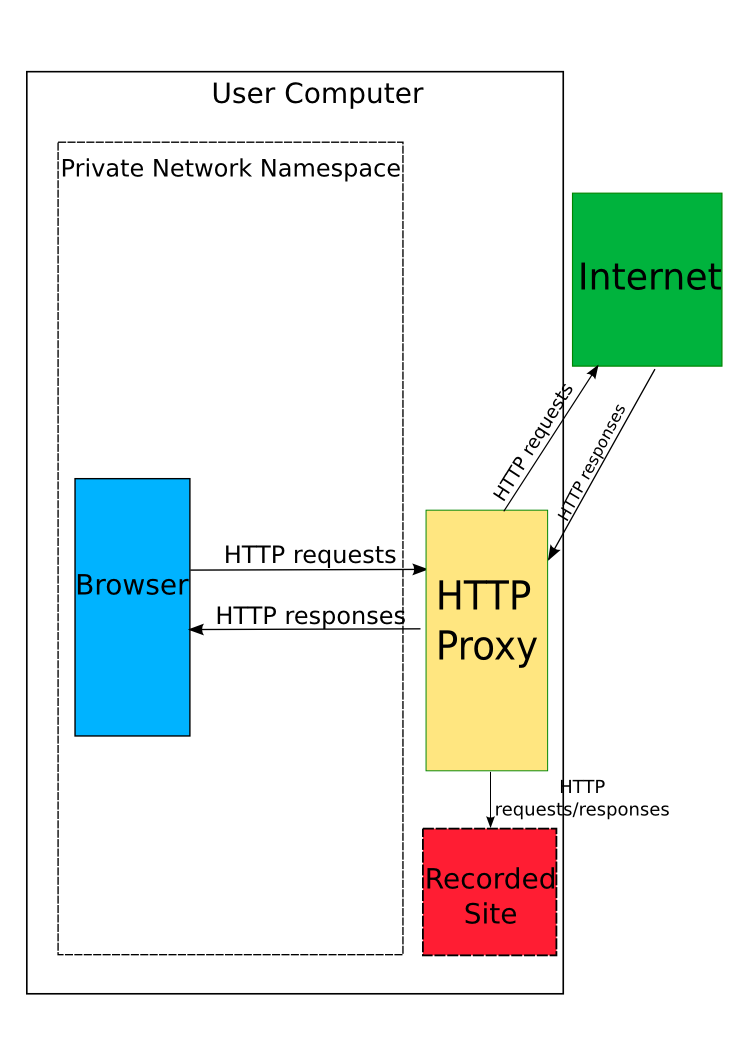 User Computer
Private Network Namespace
Internet
HTTP requests
HTTP responses
HTTP requests
Browser
HTTP responses
HTTP
Proxy
HTTP
requests/responses
Recorded
Site